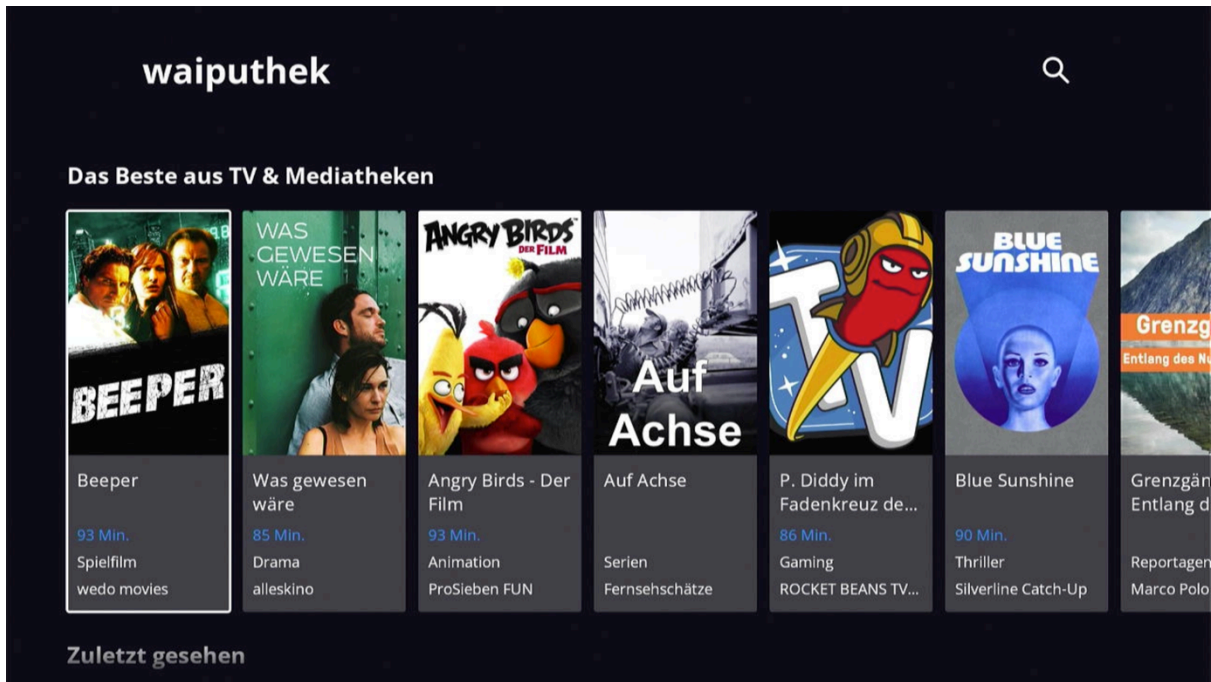 waiputhek
Das Beste aus TV & Mediatheken
BEEPER
Beeper
93 Min.
Spielfilm
wedo movies
WAS
GEWESEN
WÄRE
Was gewesen
wäre
85 Min.
Drama
alleskino
ANGRY BIRDS
DER FILM
Angry Birds - Der
Film
93 Min.
Animation
ProSieben FUN
Auf
Achse
Auf Achse
Serien
Fernsehschätze
TV
P. Diddy im
Fadenkreuz de...
86 Min.
Gaming
ROCKET BEANS TV...
BLUE
SUNSHINE
Blue Sunshine
90 Min.
Thriller
Silverline Catch-Up
Grenzg
Entlang des Nu
Grenzgän
Entlang d
Reportagen
Marco Polo
Zuletzt gesehen